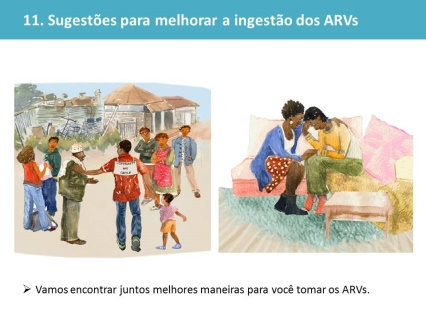 11. Sugestões para melhorar a ingestão dos ARVs
➢ Vamos encontrar juntos melhores maneiras para você tomar os ARVs.